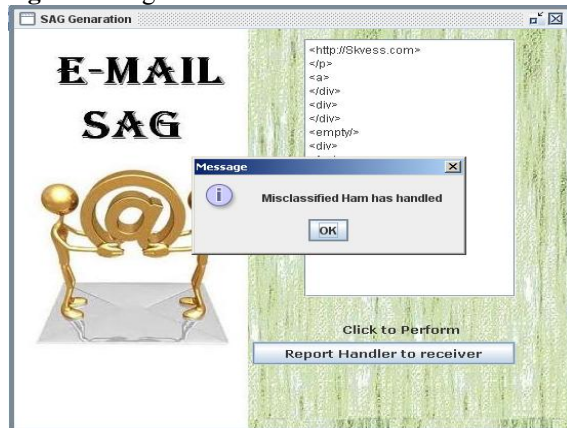 SAG Genaration
E-MAIL
SAG
<http://Skvess.com>
</p>
<a>
</div>
<div>
</div>
<empty/>
<div>
Message
Misclassified Ham has handled
OK
Click to Perform
Report Handler to receiver